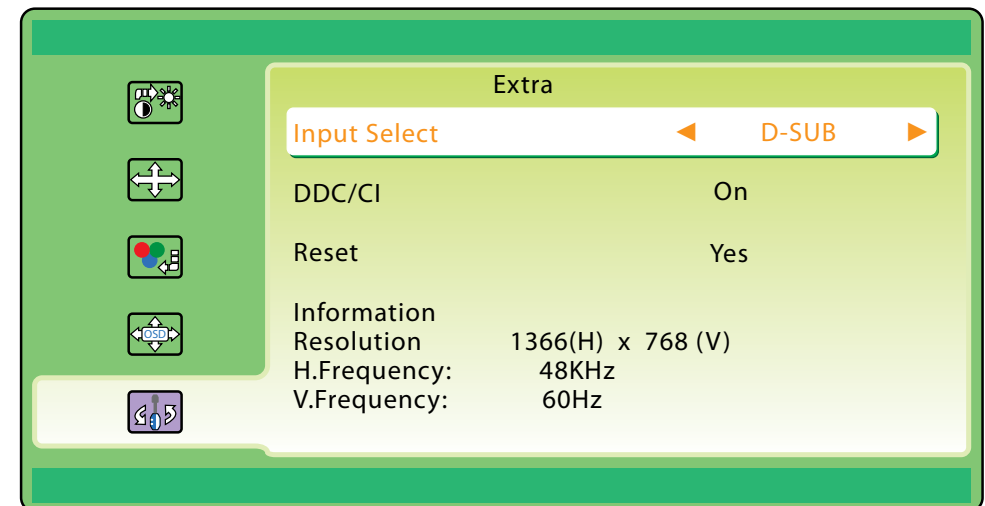 Extra
Input Select D-SUB
DDC/CI On
Reset Yes
Information
Resolution 1366(H) x 768 (V)
H.Frequency: 48KHz
V.Frequency: 60Hz
OSD